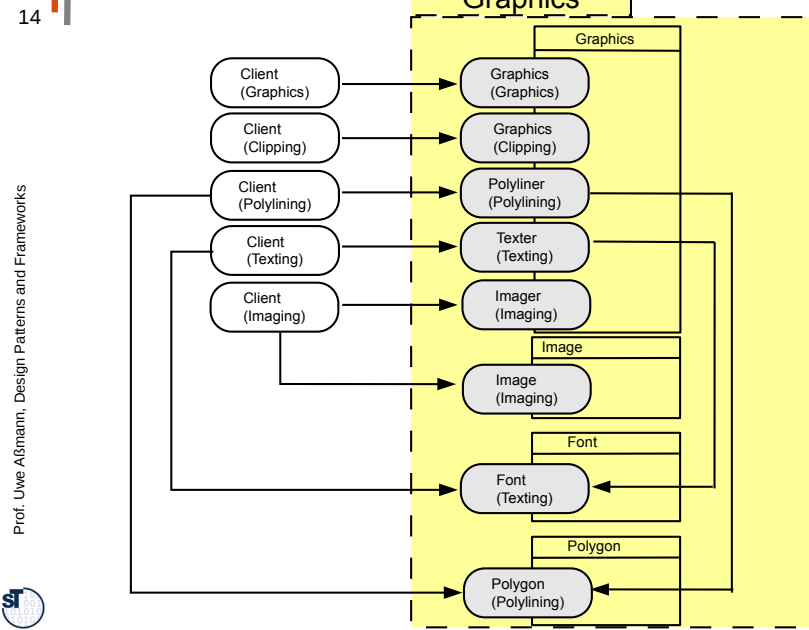 14
Graphics
Graphics
Client
(Graphics)
Graphics
(Graphics)
Client
(Clipping)
Graphics
(Clipping)
Client
(Polylining)
Polyliner
(Polylining)
Client
(Texting)
Texter
(Texting)
Client
(Imaging)
Imager
(Imaging)
Image
Image
(Imaging)
Font
Font
(Texting)
Polygon
Polygon
(Polylining)
Prof. Uwe Aßmann, Design Patterns and Frameworks
ST